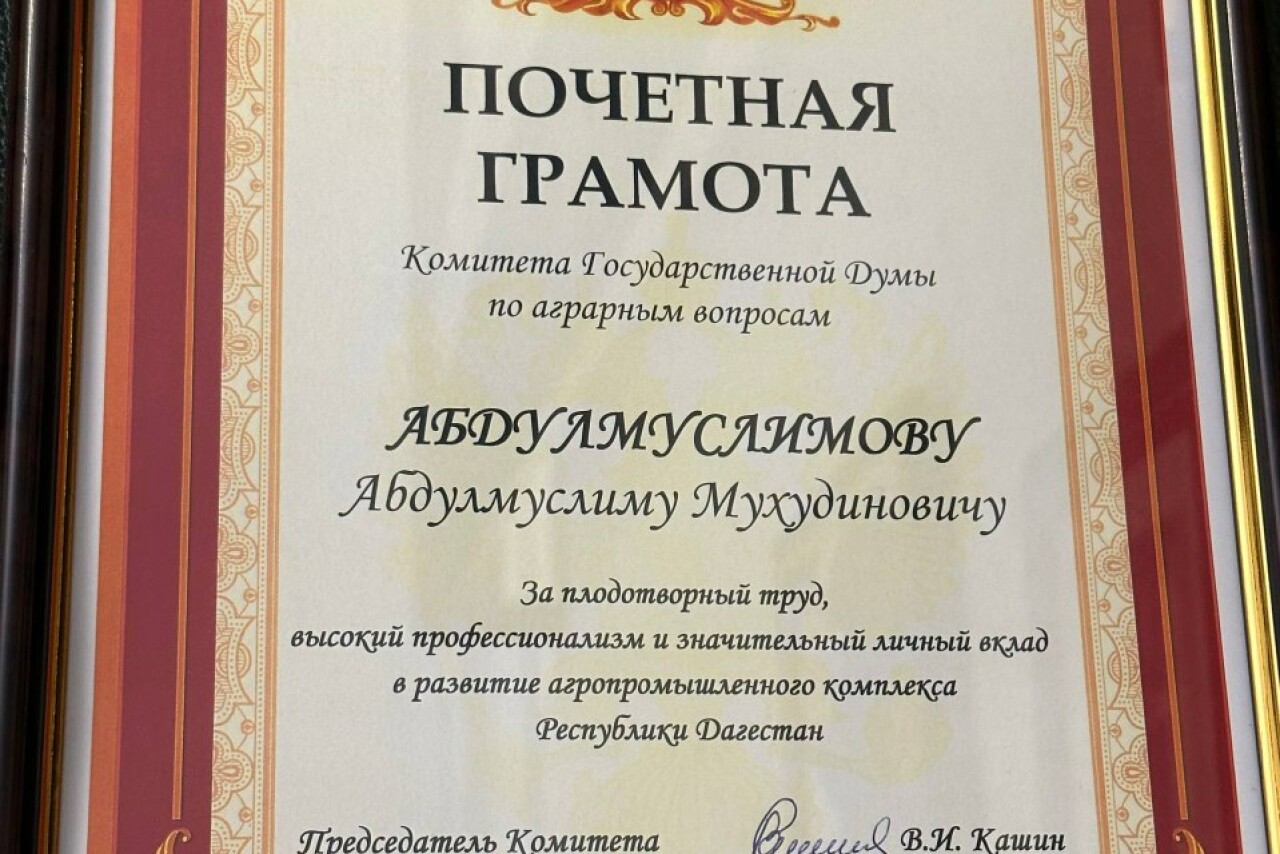 ПОЧЕТНАЯ
ГРАМОТА
Комитета Государственной Думы
по аграрным вопросам
АБДУЛМУСЛИМОВУ
Абдулмуслиму Мухудиновичу
За плодотворный труд,
высокий профессионализм и значительный личный вклад
в развитие агропромышленного комплекса
Республики Дагестан
Председатель Комитета В.И. Кашин